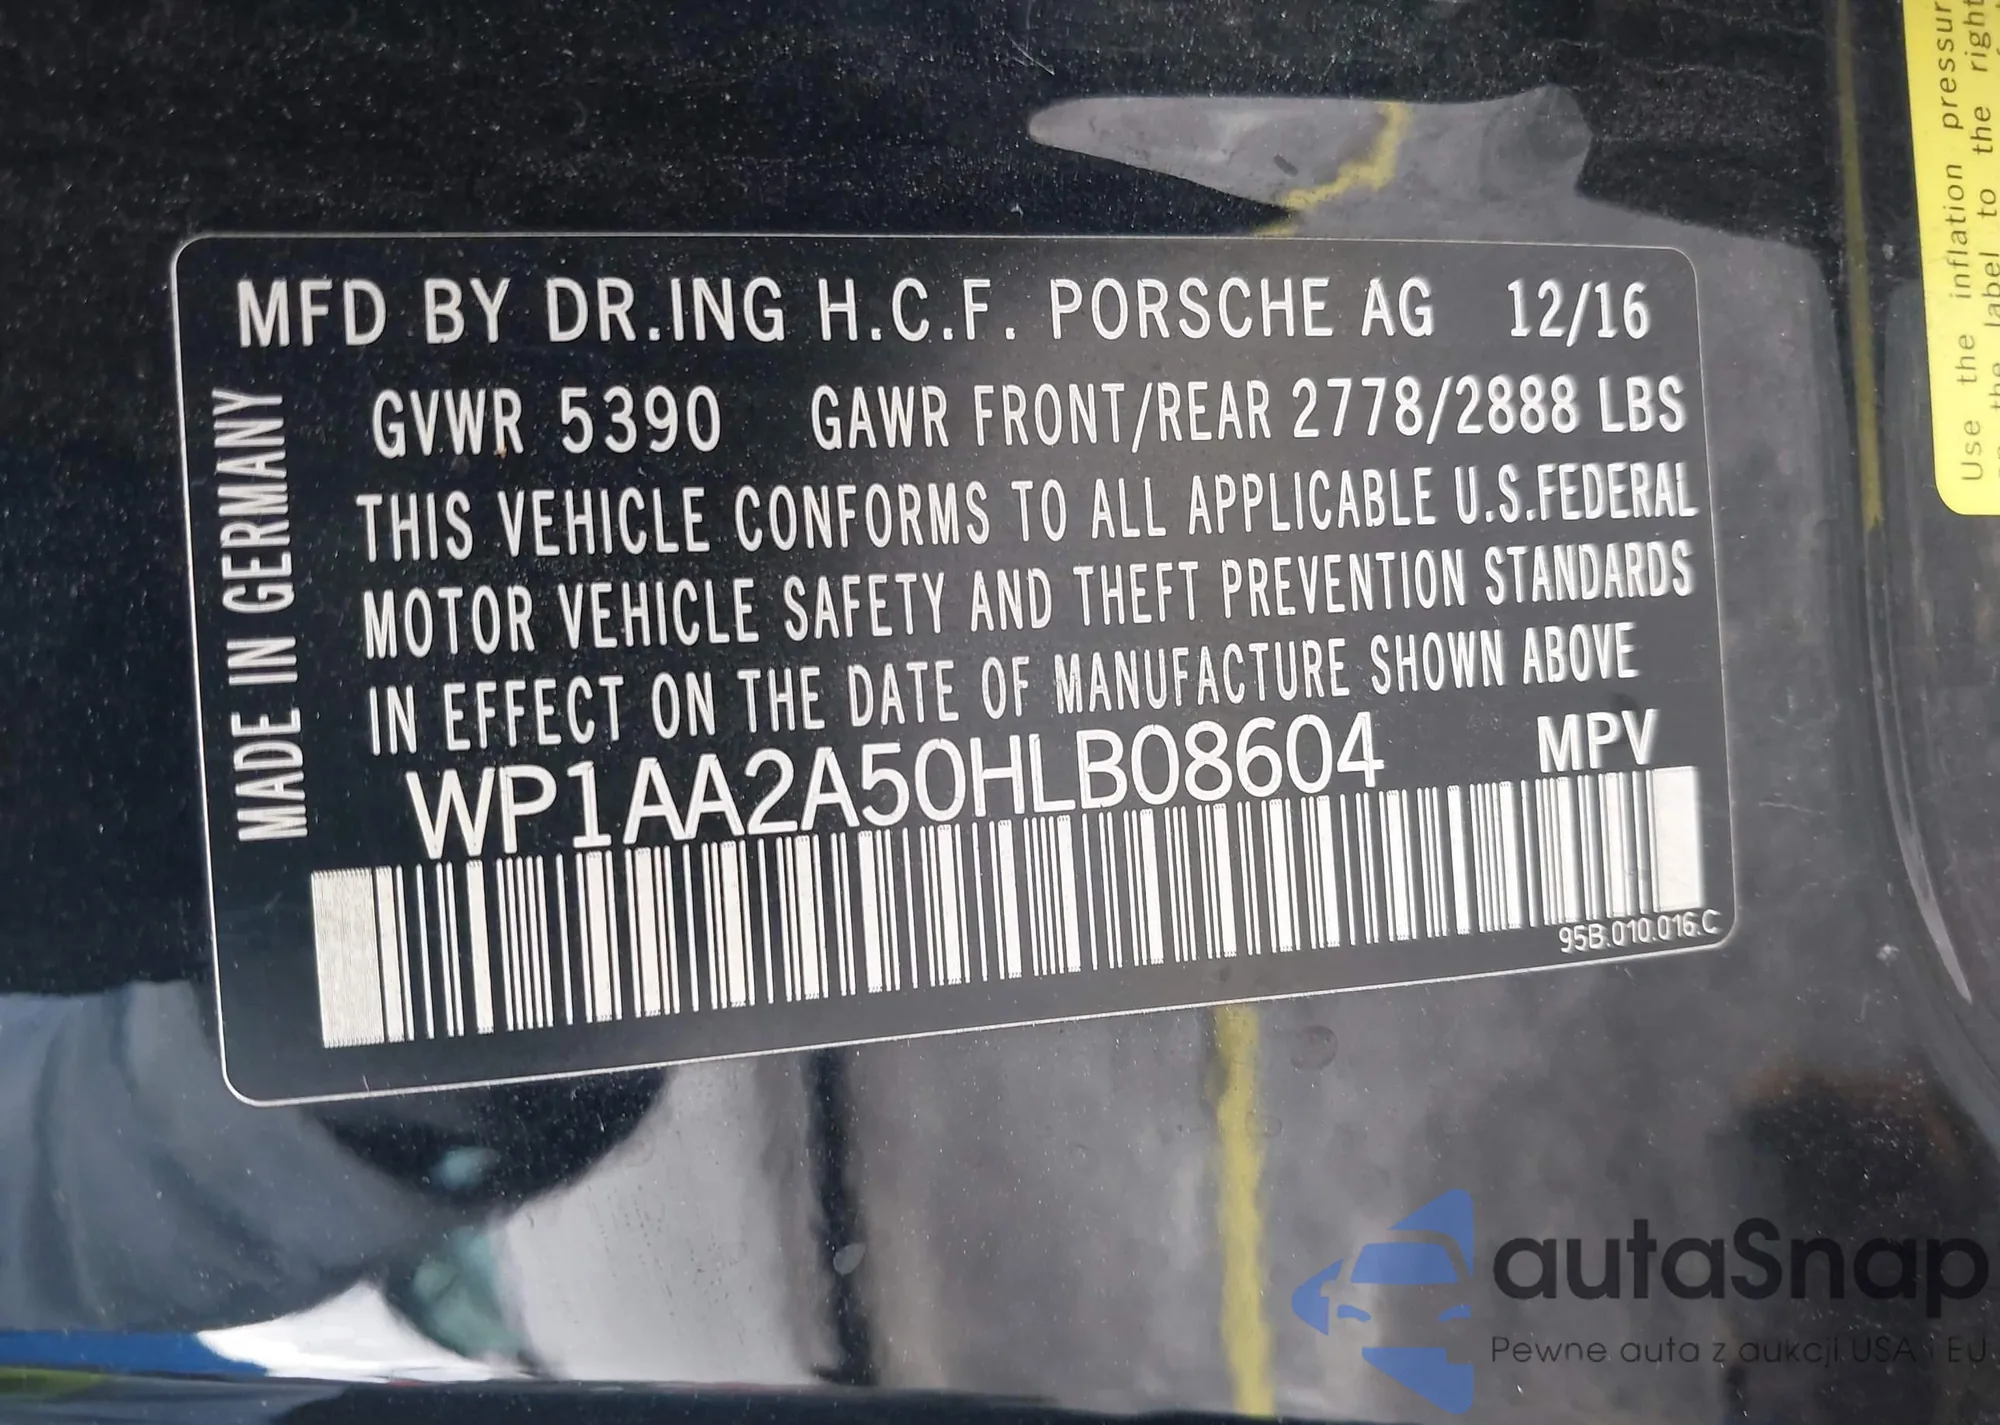 MFD BY DR.ING H.C.F. PORSCHE AG 12/16
GVWR 5390 GAWR FRONT/REAR 2778/2888 LBS
THIS VEHICLE CONFORMS TO ALL APPLICABLE U.S.FEDERAL
MOTOR VEHICLE SAFETY AND THEFT PREVENTION STANDARDS
IN EFFECT ON THE DATE OF MANUFACTURE SHOWN ABOVE
WP1AA2A50HLB08604 MPV
95B.010.016.C
MADE IN GERMANY
Use the inflation pressur
the label to the right
autaSnap
Pewne auta z aukcji USA i EU